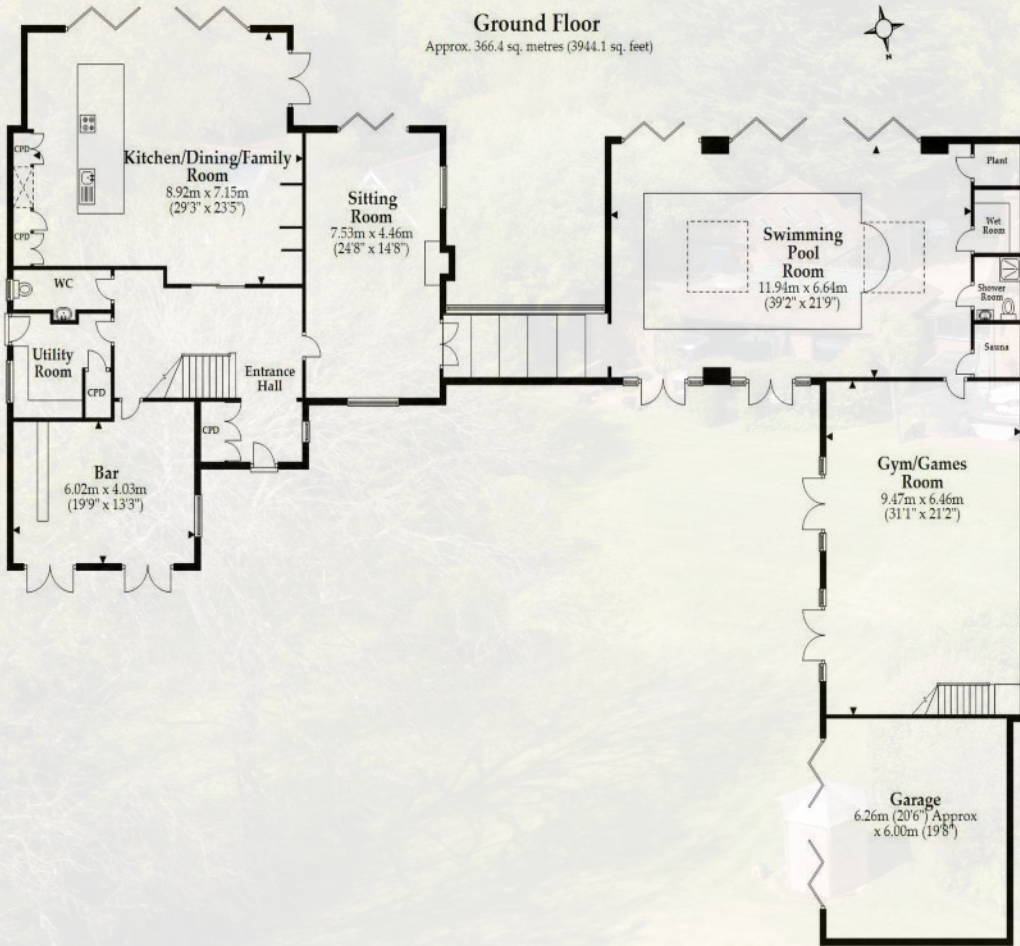 Ground Floor
Approx. 366.4 sq. metres (3944.1 sq. feet)
N
CPD
Kitchen/Dining/Family
Room
8.92m x 7.15m
(29'3" x 23'5")
CPD
Sitting
Room
7.53m x 4.46m
(24'8" x 14'8")
Swimming
Pool
Room
11.94m x 6.64m
(39'2" x 21'9")
Plant
Wet
Room
Shower
Room
Sauna
WC
Utility
Room
CPD
Entrance
Hall
CPD
Bar
6.02m x 4.03m
(19'9" x 13'3")
Gym/Games
Room
9.47m x 6.46m
(31'1" x 21'2")
Garage
6.26m (20'6") Approx
x 6.00m (19'8")